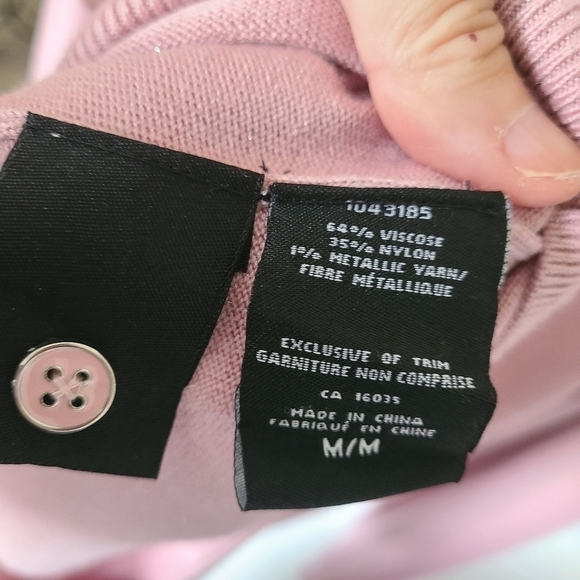 1043185
64% VISCOSE
35% NYLON
1% METALLIC YARN/
FIBRE MÉTALLIQUE
EXCLUSIVE OF TRIM
GARNITURE NON COMPRISE
CA 16035
MADE IN CHINA
FABRIQUÉ EN CHINE
M/M